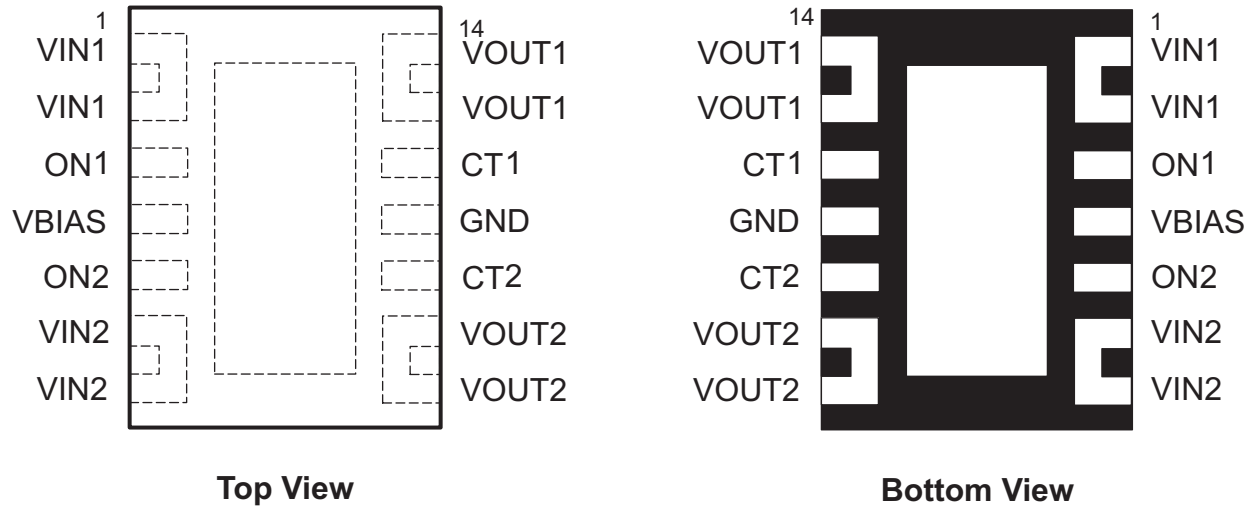 1
VIN1
VIN1
ON1
VBIAS
ON2
VIN2
VIN2
14
VOUT1
VOUT1
CT1
GND
CT2
VOUT2
VOUT2
Top View
14
VOUT1
VOUT1
CT1
GND
CT2
VOUT2
VOUT2
1
VIN1
VIN1
ON1
VBIAS
ON2
VIN2
VIN2
Bottom View